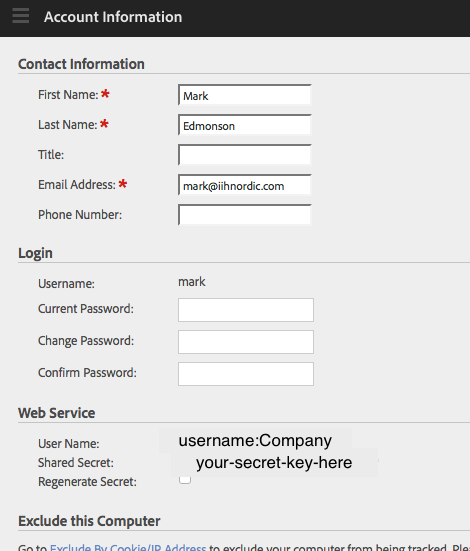 Account Information
Contact Information
First Name: * Mark
Last Name: * Edmonson
Title:
Email Address: * mark@iihnordic.com
Phone Number:
Login
Username: mark
Current Password:
Change Password:
Confirm Password:
Web Service
User Name: username:Company
Shared Secret: your-secret-key-here
Regenerate Secret:
Exclude this Computer
Go to Exclude By Cookie/IP Address to exclude your computer from being tracked.